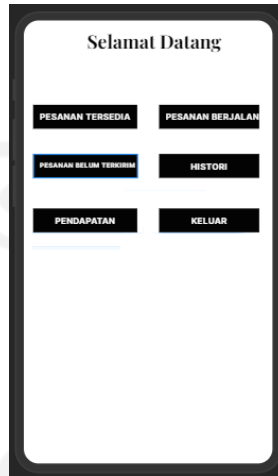 Selamat Datang
PESANAN TERSEDIA
PESANAN BERJALAN
PESANAN BELUM TERKIRIM
HISTORI
PENDAPATAN
KELUAR